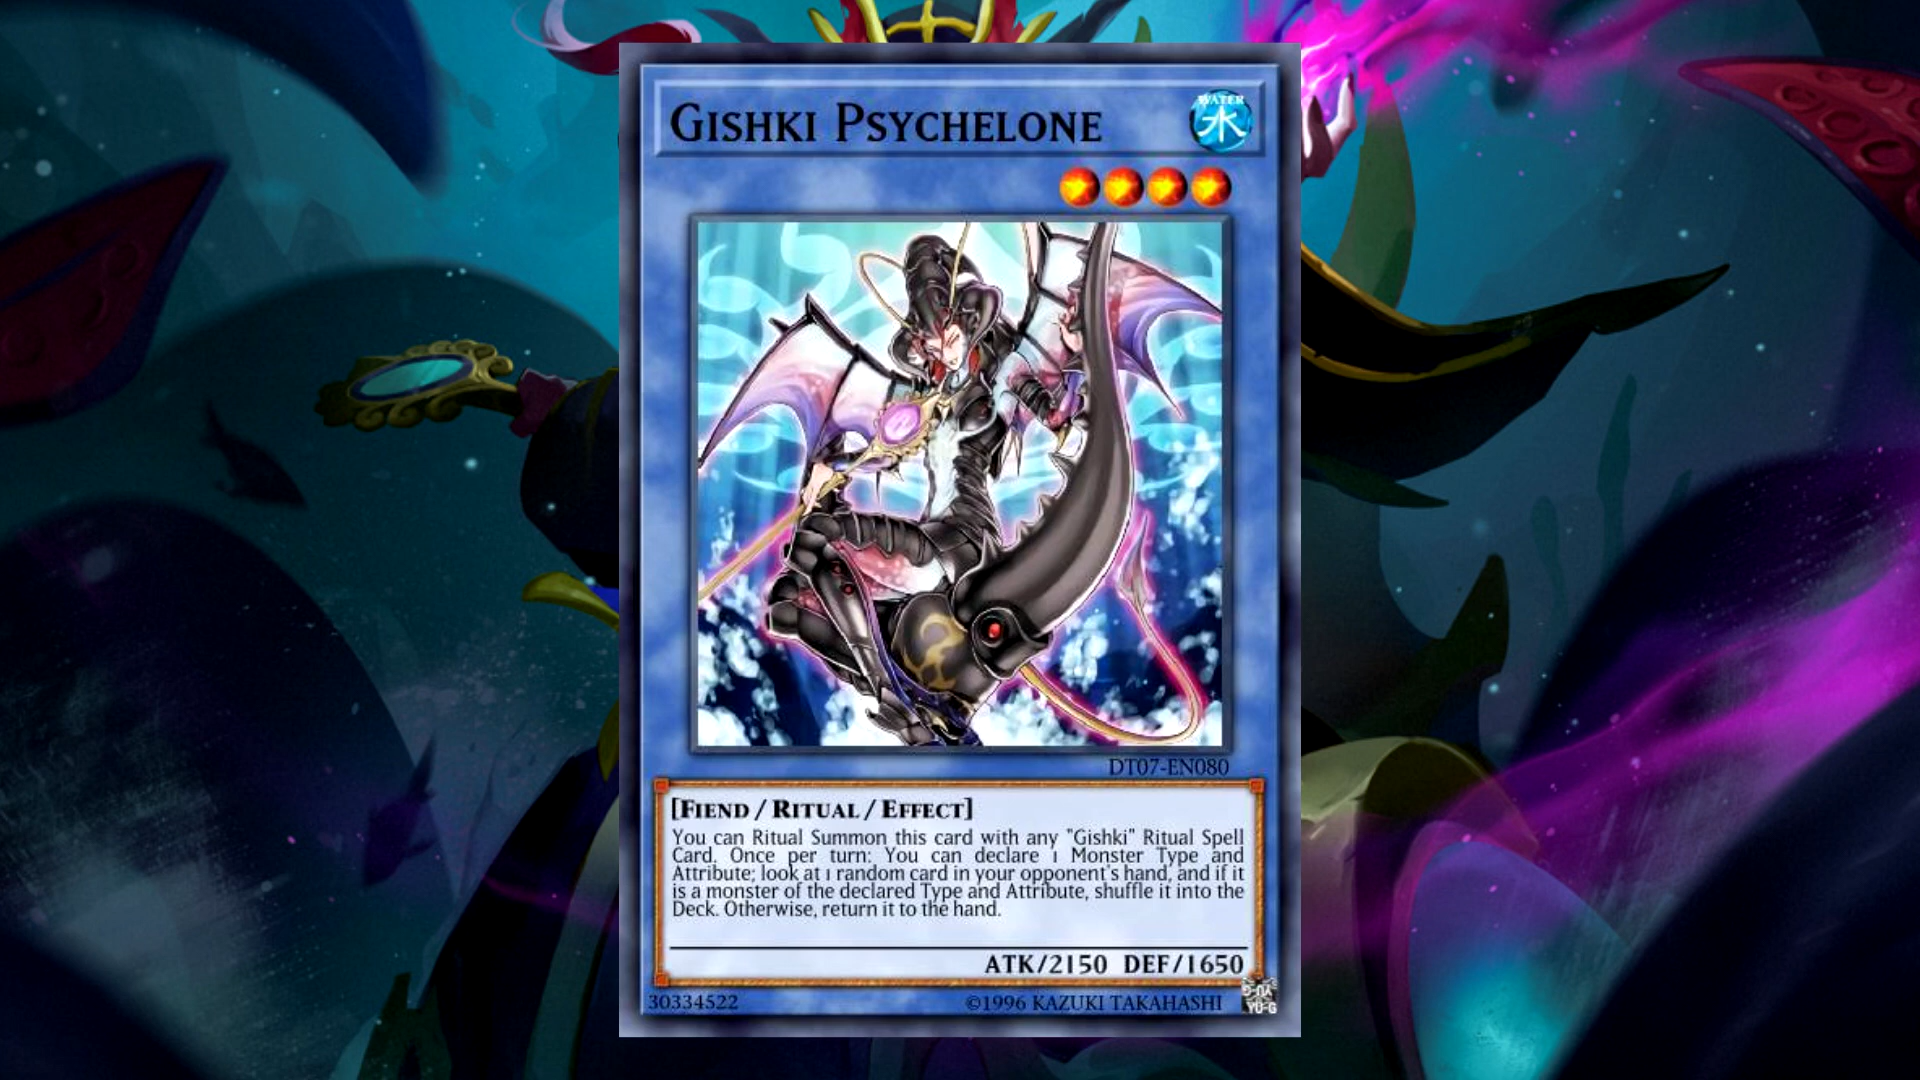 Gishki Psychelone
WATER
水
DT07-EN080
[Fiend / Ritual / Effect]
You can Ritual Summon this card with any "Gishki" Ritual Spell
Card. Once per turn: You can declare 1 Monster Type and
Attribute; look at 1 random card in your opponent's hand, and if it
is a monster of the declared Type and Attribute, shuffle it into the
Deck. Otherwise, return it to the hand.
ATK/2150 DEF/1650
30334522
©1996 KAZUKI TAKAHASHI